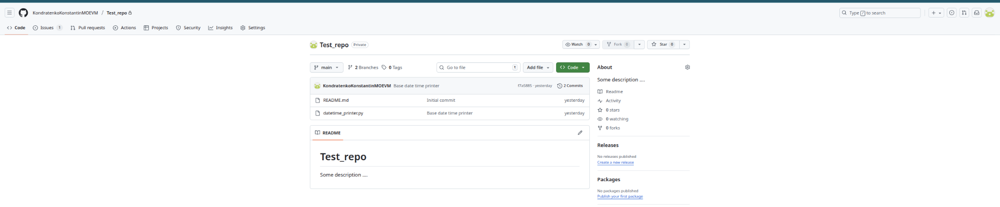 KondratenkoKonstantinMOEVM / Test_repo
Type / to search
Code Issues 1 Pull requests Actions Projects Security Insights Settings
Test_repo Private
Watch 0 Fork 0 Star 0
main 2 Branches 0 Tags Go to file t Add file Code
KondratenkoKonstantinMOEVM Base date time printer f7a5885 · yesterday 2 Commits
README.md Initial commit yesterday
datetime_printer.py Base date time printer yesterday
README
Test_repo
Some description ....
About
Some description ....
Readme
Activity
0 stars
0 watching
0 forks
Releases
No releases published
Create a new release
Packages
No packages published
Publish your first package